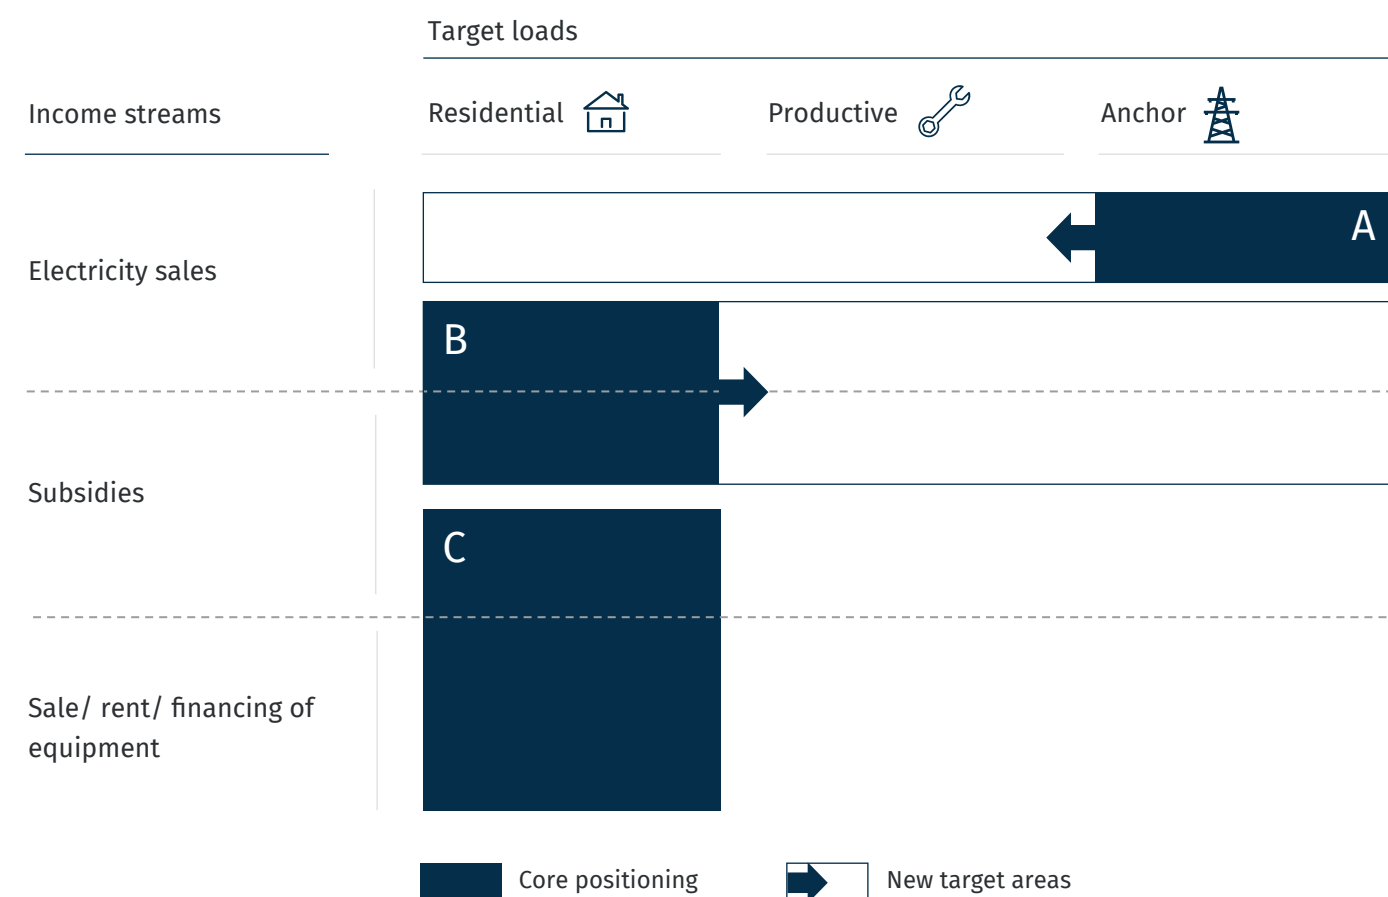 Target loads
Income streams
Residential
Productive
Anchor
A
Electricity sales
B
Subsidies
C
Sale/ rent/ financing of
equipment
Core positioning
New target areas